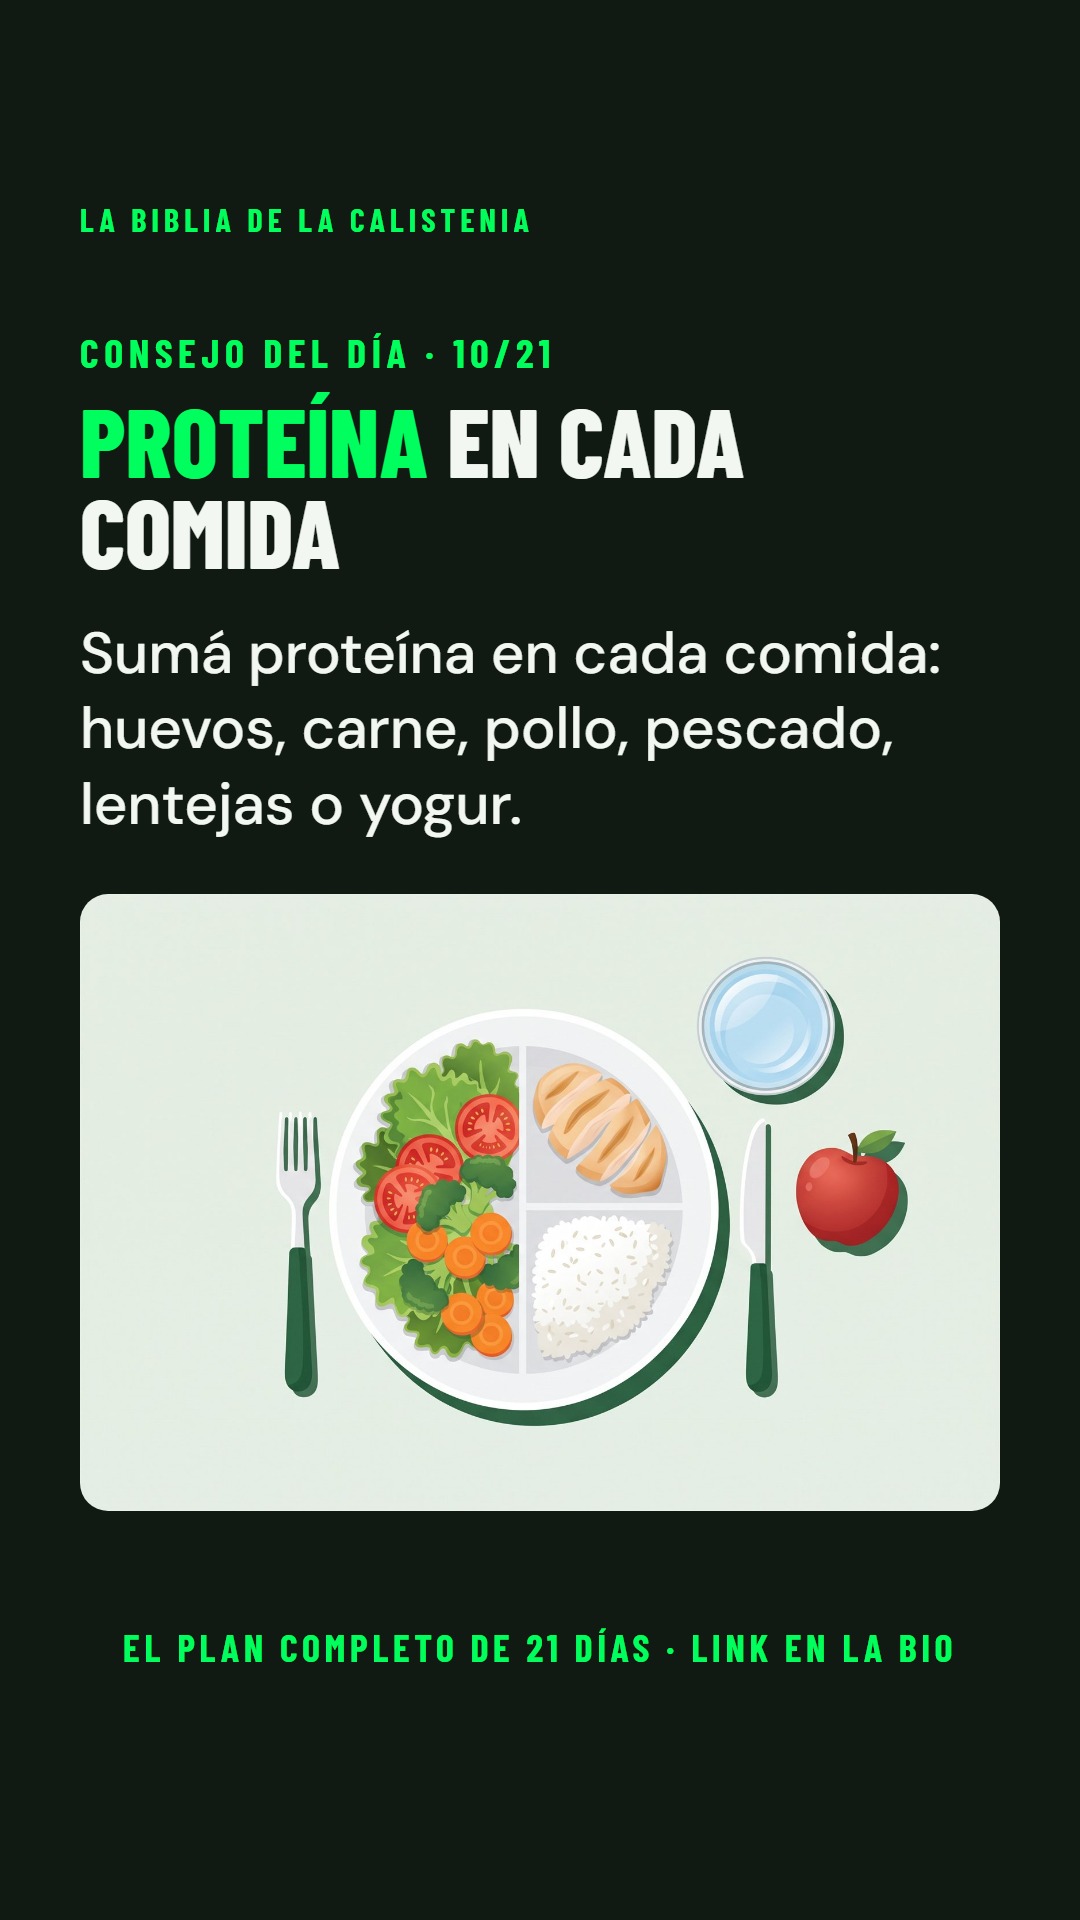 LA BIBLIA DE LA CALISTENIA
CONSEJO DEL DÍA · 10/21
PROTEÍNA EN CADA
COMIDA
Sumá proteína en cada comida:
huevos, carne, pollo, pescado,
lentejas o yogur.
EL PLAN COMPLETO DE 21 DÍAS · LINK EN LA BIO